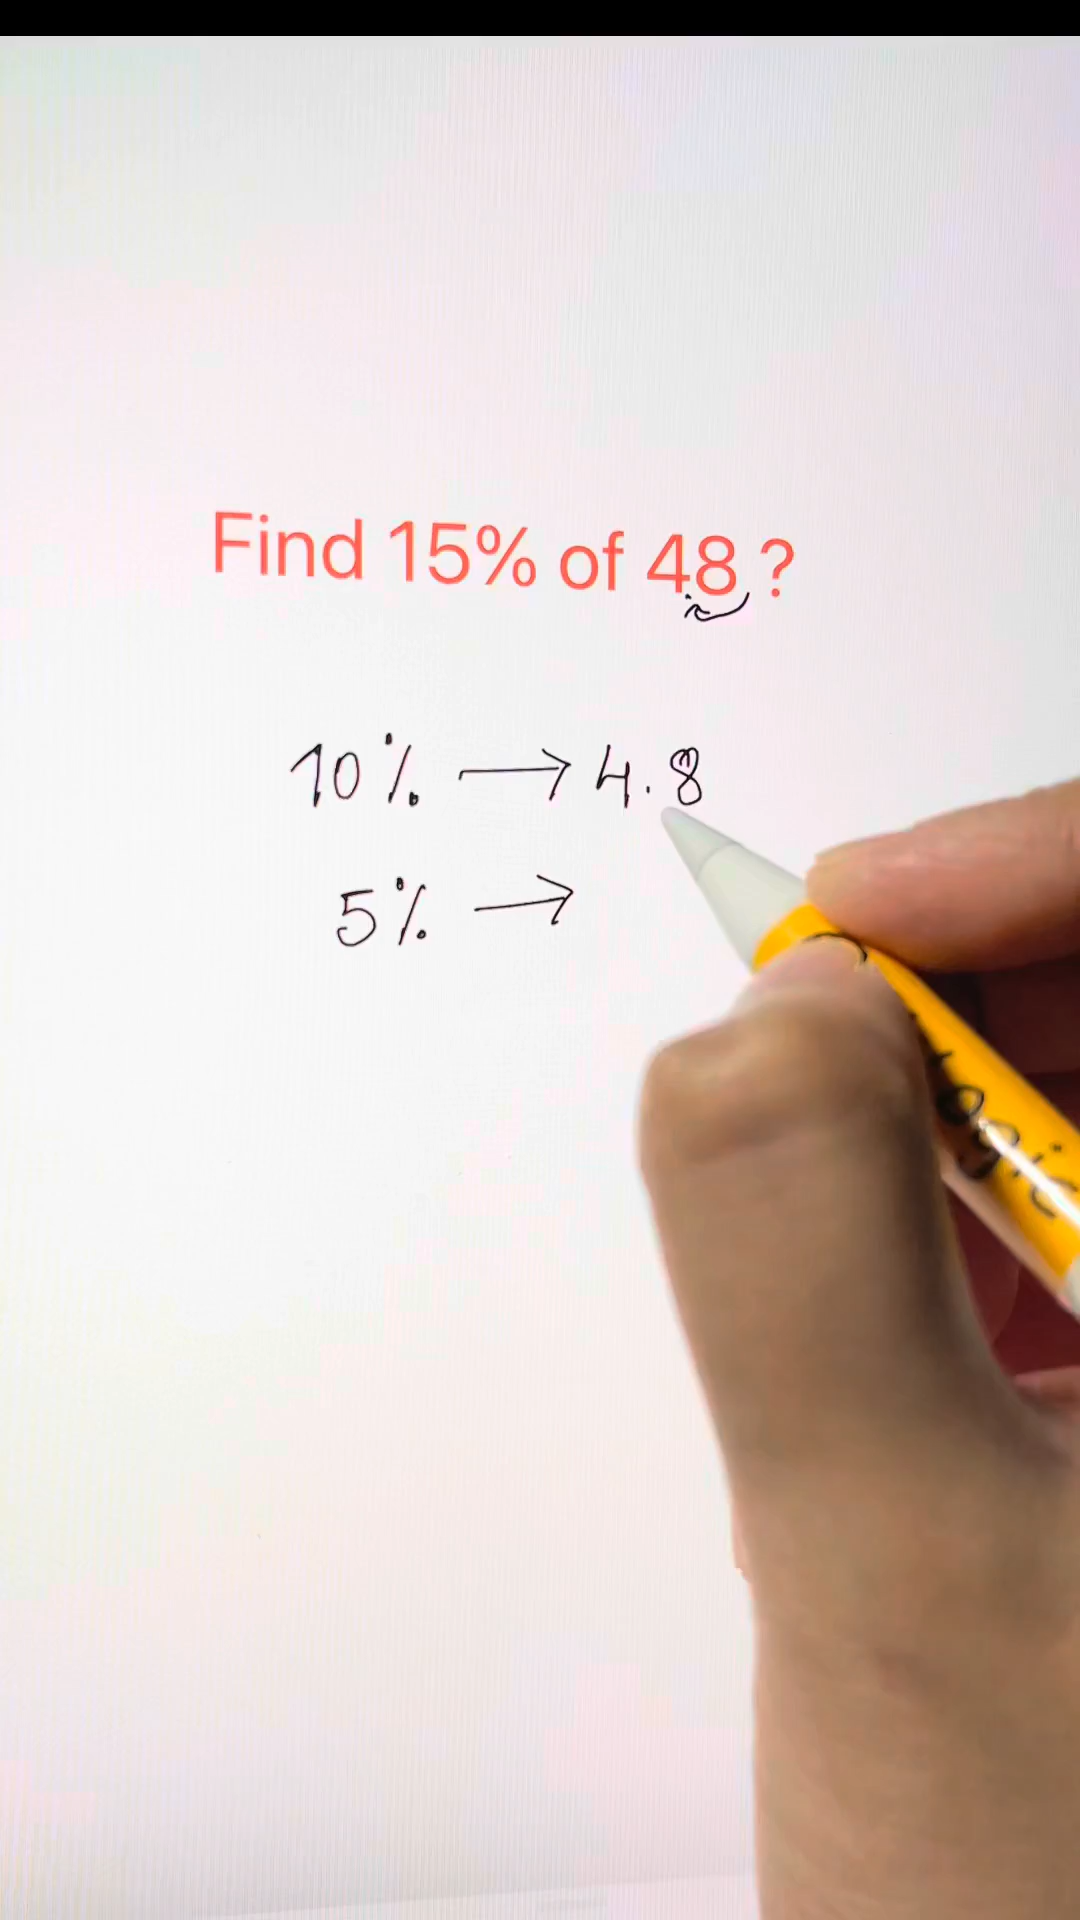 Find 15% of 48 ?
10% → 4.8
5% →